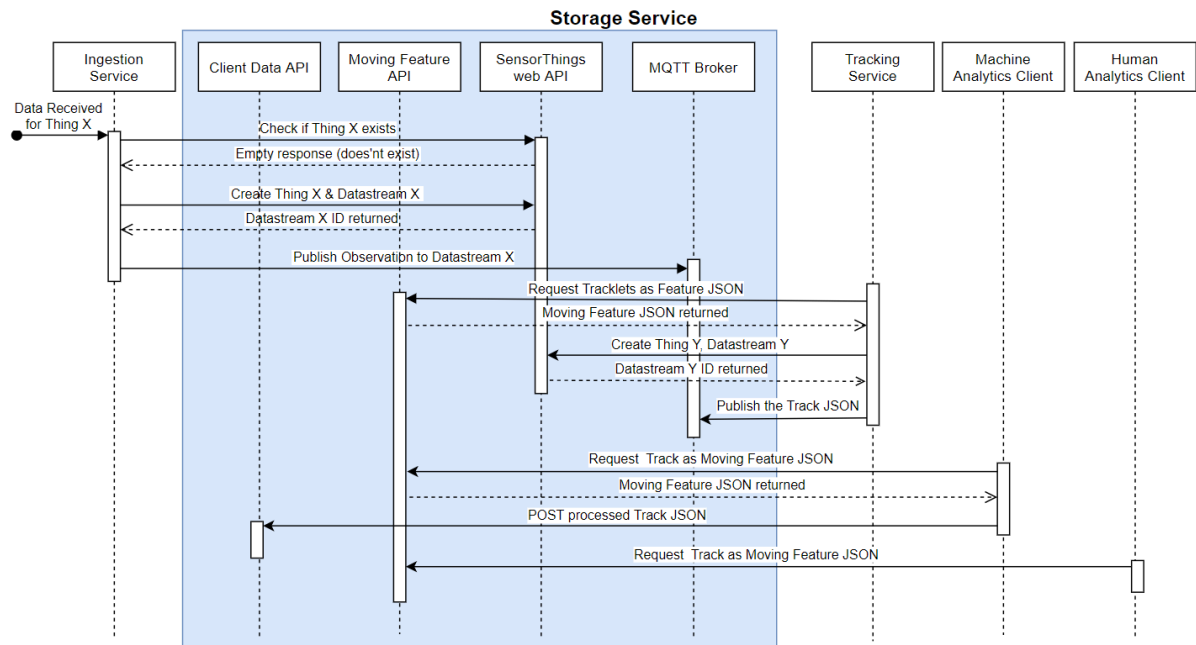 Storage Service
Ingestion
Service
Client Data API
Moving Feature
API
SensorThings
web API
MQTT Broker
Tracking
Service
Machine
Analytics Client
Human
Analytics Client
Data Received
for Thing X
Check if Thing X exists
Empty response (does'nt exist)
Create Thing X & Datastream X
Datastream X ID returned
Publish Observation to Datastream X
Request Tracklets as Feature JSON
Moving Feature JSON returned
Create Thing Y, Datastream Y
Datastream Y ID returned
Publish the Track JSON
Request  Track as Moving Feature JSON
Moving Feature JSON returned
POST processed Track JSON
Request  Track as Moving Feature JSON